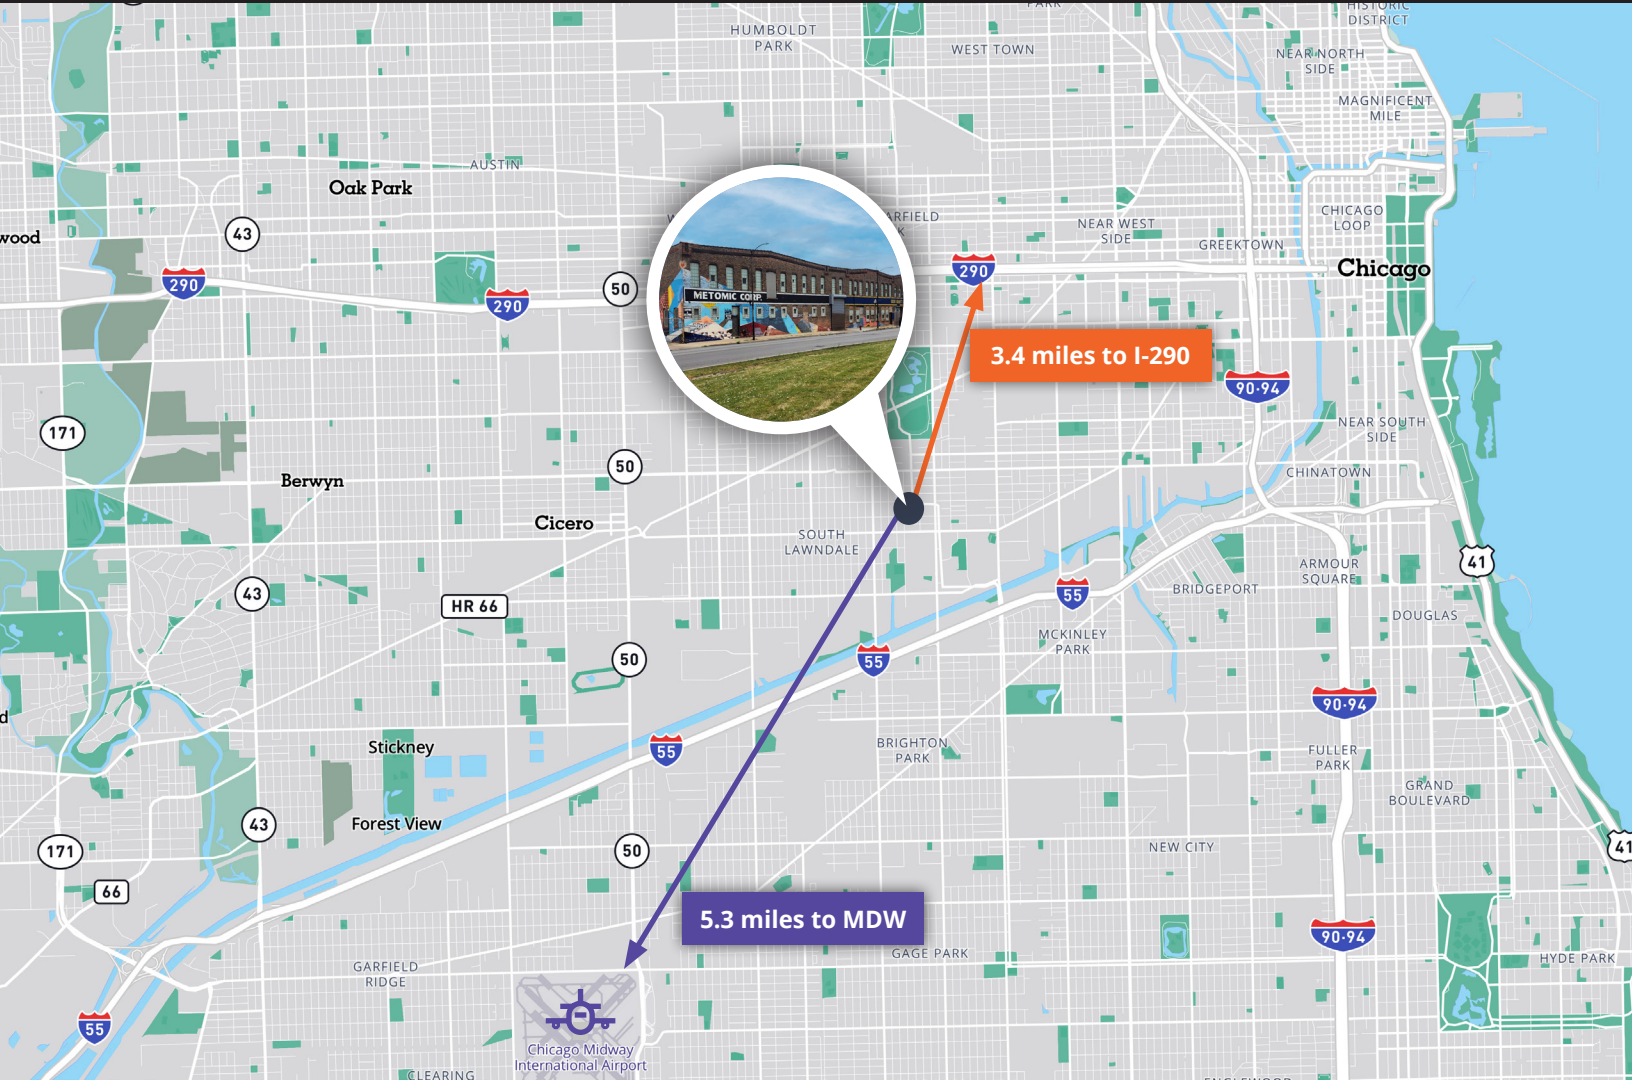 PARK
HISTORIC
DISTRICT
HUMBOLDT
PARK
WEST TOWN
NEAR NORTH
SIDE
MAGNIFICENT
MILE
AUSTIN
Oak Park
43
wood
GARFIELD
NEAR WEST
SIDE
CHICAGO
LOOP
GREEKTOWN
Chicago
290
290
50
290
METOMIC CORP.
3.4 miles to I-290
90-94
171
NEAR SOUTH
SIDE
50
CHINATOWN
Berwyn
Cicero
SOUTH
LAWNDALE
41
ARMOUR
SQUARE
43
HR 66
55
BRIDGEPORT
DOUGLAS
MCKINLEY
PARK
50
55
90-94
d
Stickney
55
BRIGHTON
PARK
FULLER
PARK
GRAND
BOULEVARD
Forest View
43
171
50
NEW CITY
41
66
5.3 miles to MDW
90-94
GAGE PARK
HYDE PARK
GARFIELD
RIDGE
55
Chicago Midway
International Airport
CLEARING
ENGLEWOOD